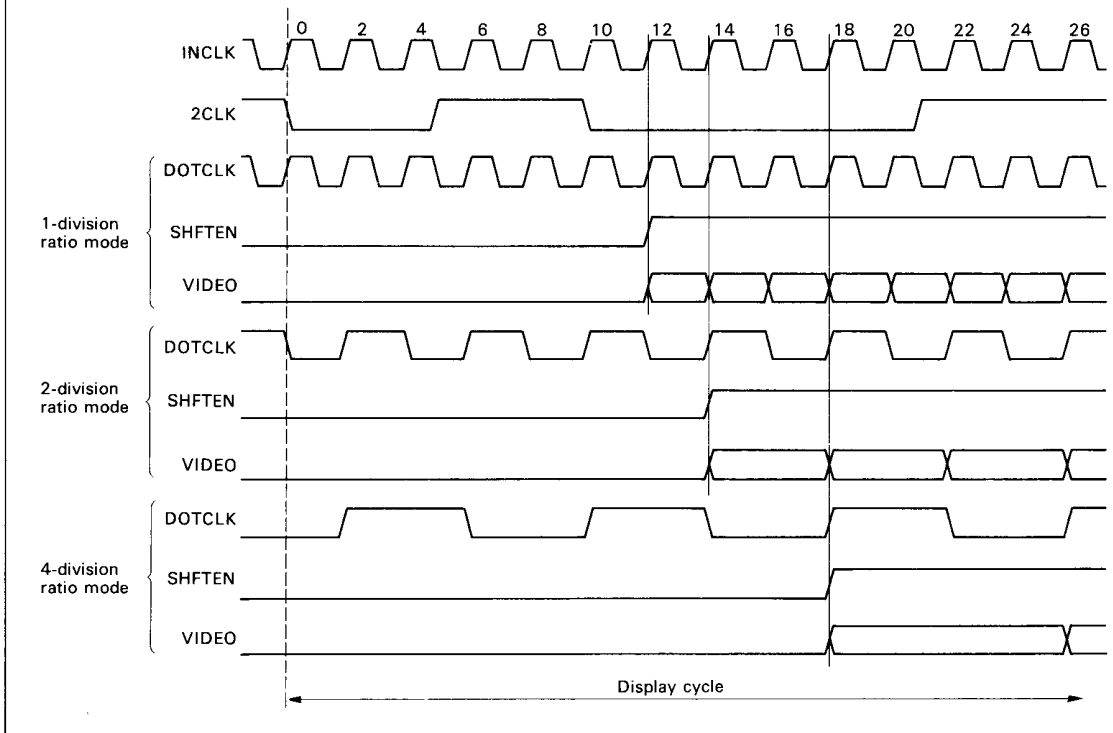 0 2 4 6 8 10 12 14 16 18 20 22 24 26
INCLK
2CLK
1-division
ratio mode
DOTCLK
SHFTEN
VIDEO
2-division
ratio mode
DOTCLK
SHFTEN
VIDEO
4-division
ratio mode
DOTCLK
SHFTEN
VIDEO
Display cycle